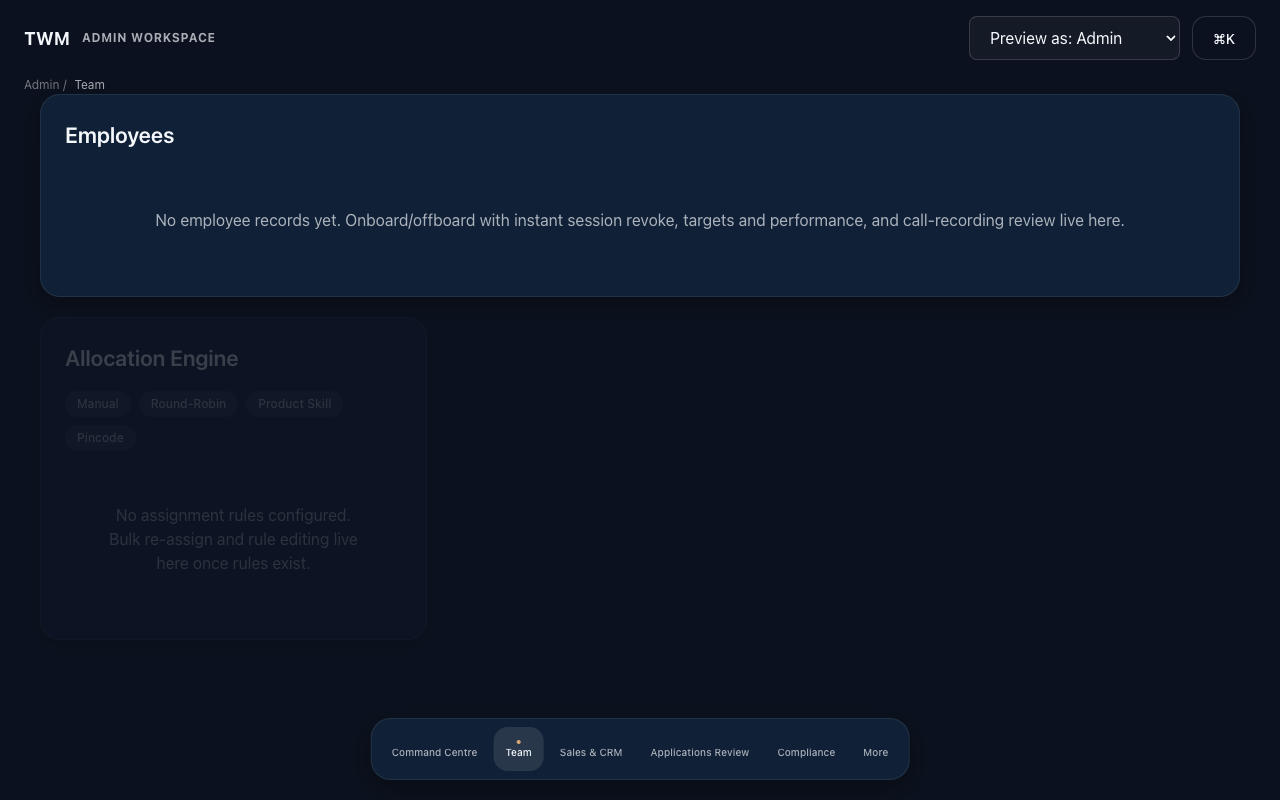 TWM ADMIN WORKSPACE
Preview as: Admin
⌘K
Admin / Team
Employees
No employee records yet. Onboard/offboard with instant session revoke, targets and performance, and call-recording review live here.
Allocation Engine
Manual Round-Robin Product Skill
Pincode
No assignment rules configured.
Bulk re-assign and rule editing live
here once rules exist.
Command Centre Team Sales & CRM Applications Review Compliance More